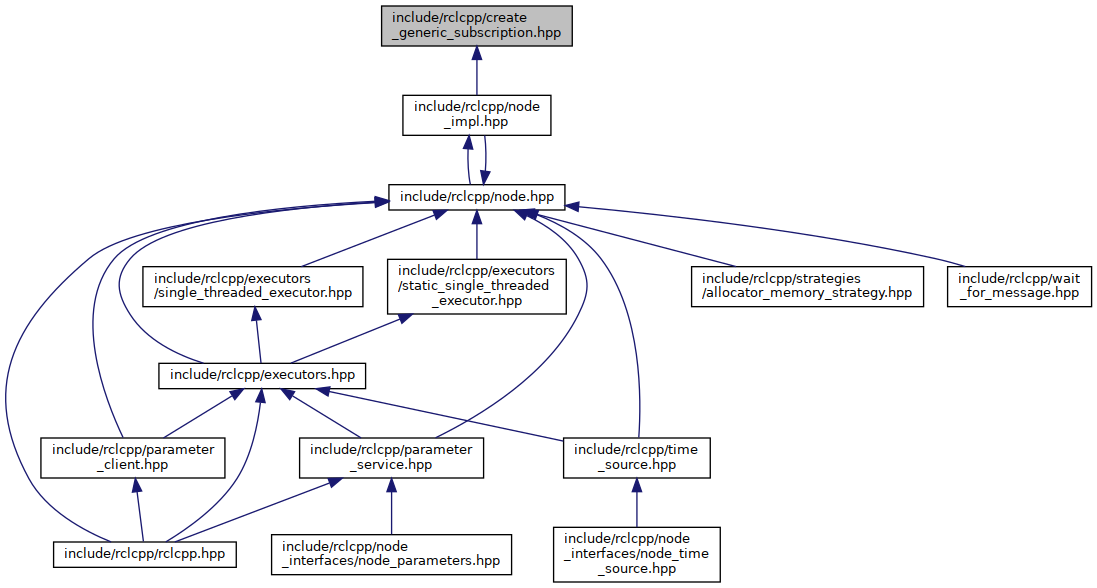 include/rclcpp/create
_generic_subscription.hpp
include/rclcpp/node
_impl.hpp
include/rclcpp/node.hpp
include/rclcpp/executors
/single_threaded_executor.hpp
include/rclcpp/executors
/static_single_threaded
_executor.hpp
include/rclcpp/strategies
/allocator_memory_strategy.hpp
include/rclcpp/wait
_for_message.hpp
include/rclcpp/executors.hpp
include/rclcpp/parameter
_client.hpp
include/rclcpp/parameter
_service.hpp
include/rclcpp/time
_source.hpp
include/rclcpp/rclcpp.hpp
include/rclcpp/node
_interfaces/node_parameters.hpp
include/rclcpp/node
_interfaces/node_time
_source.hpp